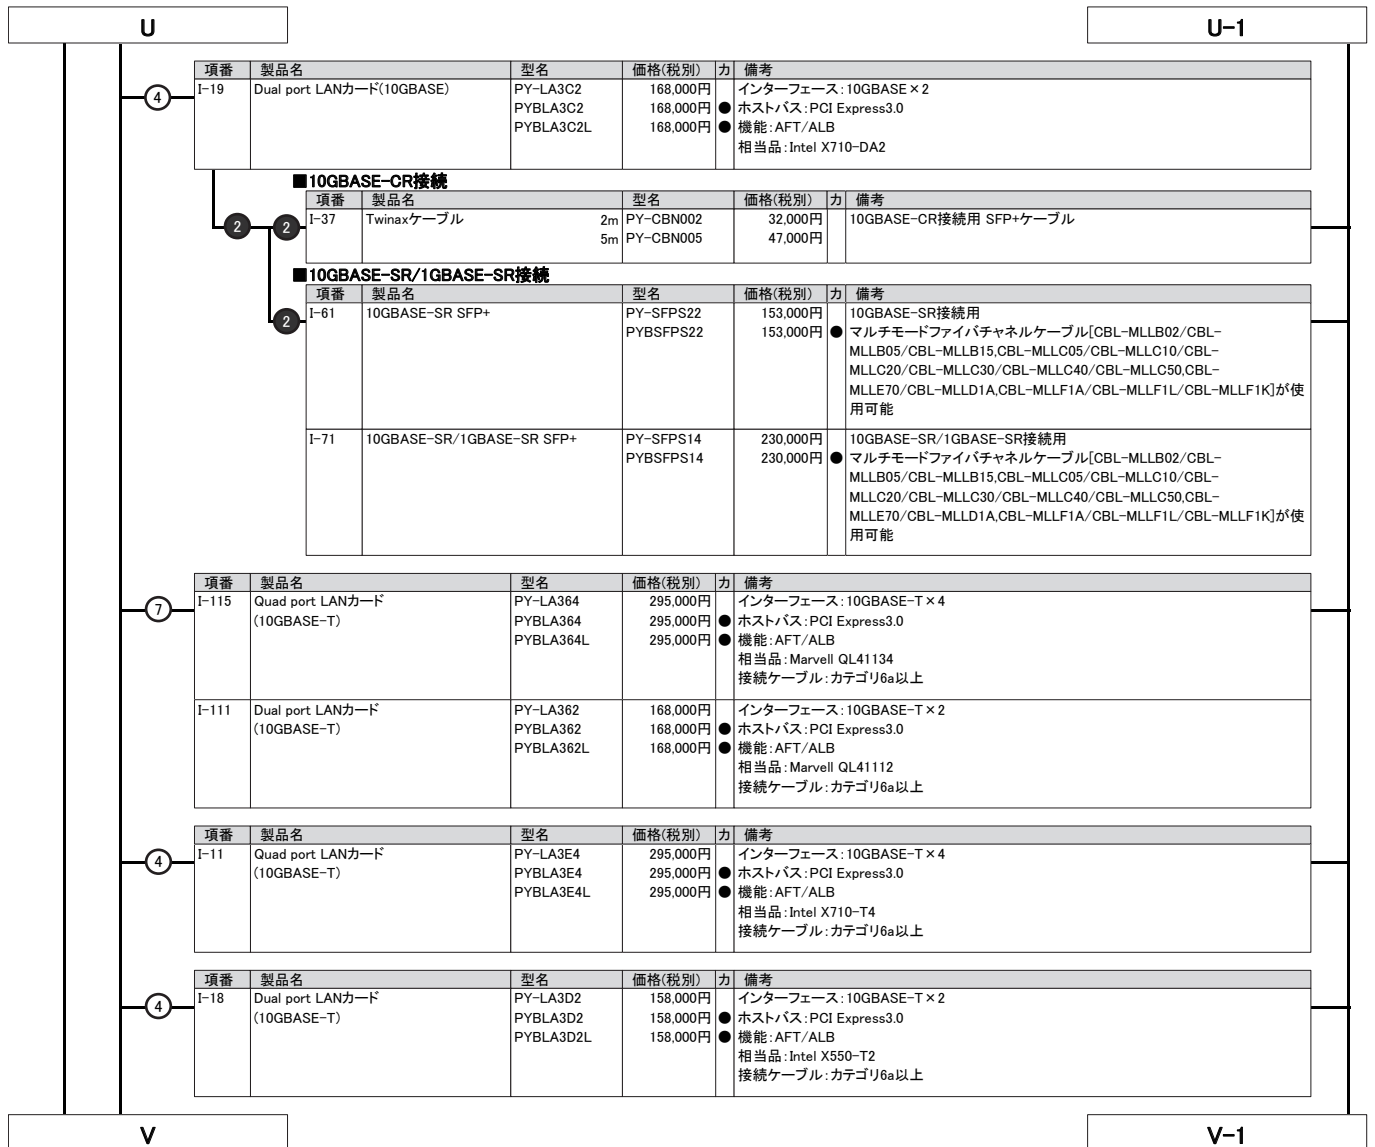 U
U-1
項番 製品名 型名 価格(税別) カ 備考
④ I-19 Dual port LANカード(10GBASE) PY-LA3C2 168,000円 インターフェース:10GBASE×2
PYBLA3C2 168,000円 ● ホストバス:PCI Express3.0
PYBLA3C2L 168,000円 ● 機能:AFT/ALB
相当品:Intel X710-DA2
■10GBASE-CR接続
項番 製品名 型名 価格(税別) カ 備考
2 2 I-37 Twinaxケーブル 2m PY-CBN002 32,000円 10GBASE-CR接続用 SFP+ケーブル
5m PY-CBN005 47,000円
■10GBASE-SR/1GBASE-SR接続
項番 製品名 型名 価格(税別) カ 備考
2 I-61 10GBASE-SR SFP+ PY-SFPS22 153,000円 10GBASE-SR接続用
PYBSFPS22 153,000円 ● マルチモードファイバチャネルケーブル[CBL-MLLB02/CBL-
MLLB05/CBL-MLLB15,CBL-MLLC05/CBL-MLLC10/CBL-
MLLC20/CBL-MLLC30/CBL-MLLC40/CBL-MLLC50,CBL-
MLLE70/CBL-MLLD1A,CBL-MLLF1A/CBL-MLLF1L/CBL-MLLF1K]が使
用可能
I-71 10GBASE-SR/1GBASE-SR SFP+ PY-SFPS14 230,000円 10GBASE-SR/1GBASE-SR接続用
PYBSFPS14 230,000円 ● マルチモードファイバチャネルケーブル[CBL-MLLB02/CBL-
MLLB05/CBL-MLLB15,CBL-MLLC05/CBL-MLLC10/CBL-
MLLC20/CBL-MLLC30/CBL-MLLC40/CBL-MLLC50,CBL-
MLLE70/CBL-MLLD1A,CBL-MLLF1A/CBL-MLLF1L/CBL-MLLF1K]が使
用可能
項番 製品名 型名 価格(税別) カ 備考
⑦ I-115 Quad port LANカード PY-LA364 295,000円 インターフェース:10GBASE-T×4
(10GBASE-T) PYBLA364 295,000円 ● ホストバス:PCI Express3.0
PYBLA364L 295,000円 ● 機能:AFT/ALB
相当品:Marvell QL41134
接続ケーブル:カテゴリ6a以上
I-111 Dual port LANカード PY-LA362 168,000円 インターフェース:10GBASE-T×2
(10GBASE-T) PYBLA362 168,000円 ● ホストバス:PCI Express3.0
PYBLA362L 168,000円 ● 機能:AFT/ALB
相当品:Marvell QL41112
接続ケーブル:カテゴリ6a以上
項番 製品名 型名 価格(税別) カ 備考
④ I-11 Quad port LANカード PY-LA3E4 295,000円 インターフェース:10GBASE-T×4
(10GBASE-T) PYBLA3E4 295,000円 ● ホストバス:PCI Express3.0
PYBLA3E4L 295,000円 ● 機能:AFT/ALB
相当品:Intel X710-T4
接続ケーブル:カテゴリ6a以上
項番 製品名 型名 価格(税別) カ 備考
④ I-18 Dual port LANカード PY-LA3D2 158,000円 インターフェース:10GBASE-T×2
(10GBASE-T) PYBLA3D2 158,000円 ● ホストバス:PCI Express3.0
PYBLA3D2L 158,000円 ● 機能:AFT/ALB
相当品:Intel X550-T2
接続ケーブル:カテゴリ6a以上
V
V-1